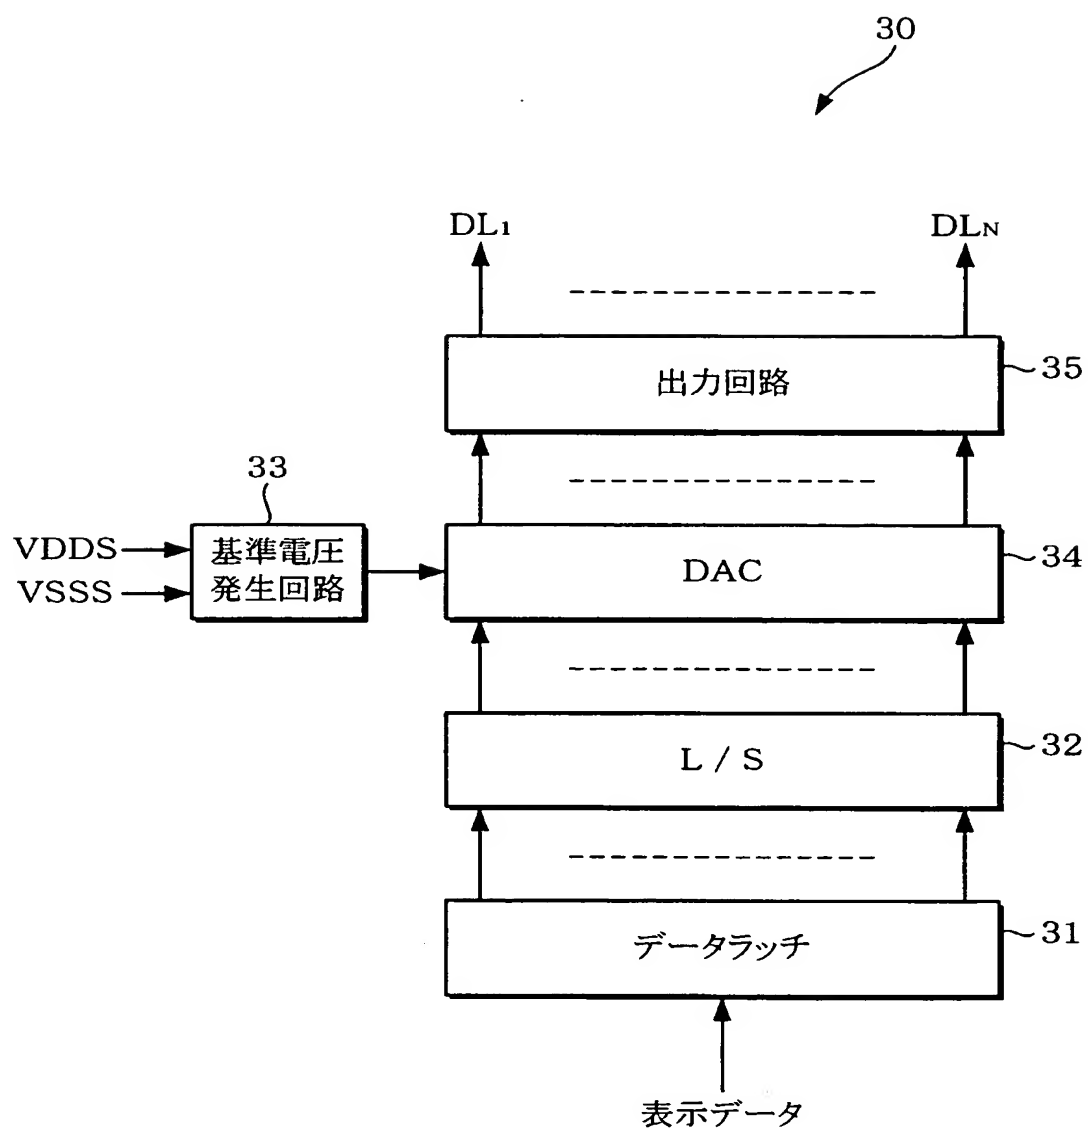 30
DL1
DLN
出力回路
35
33
VDDS
VSSS
基準電圧
発生回路
DAC
34
L / S
32
データラッチ
31
表示データ